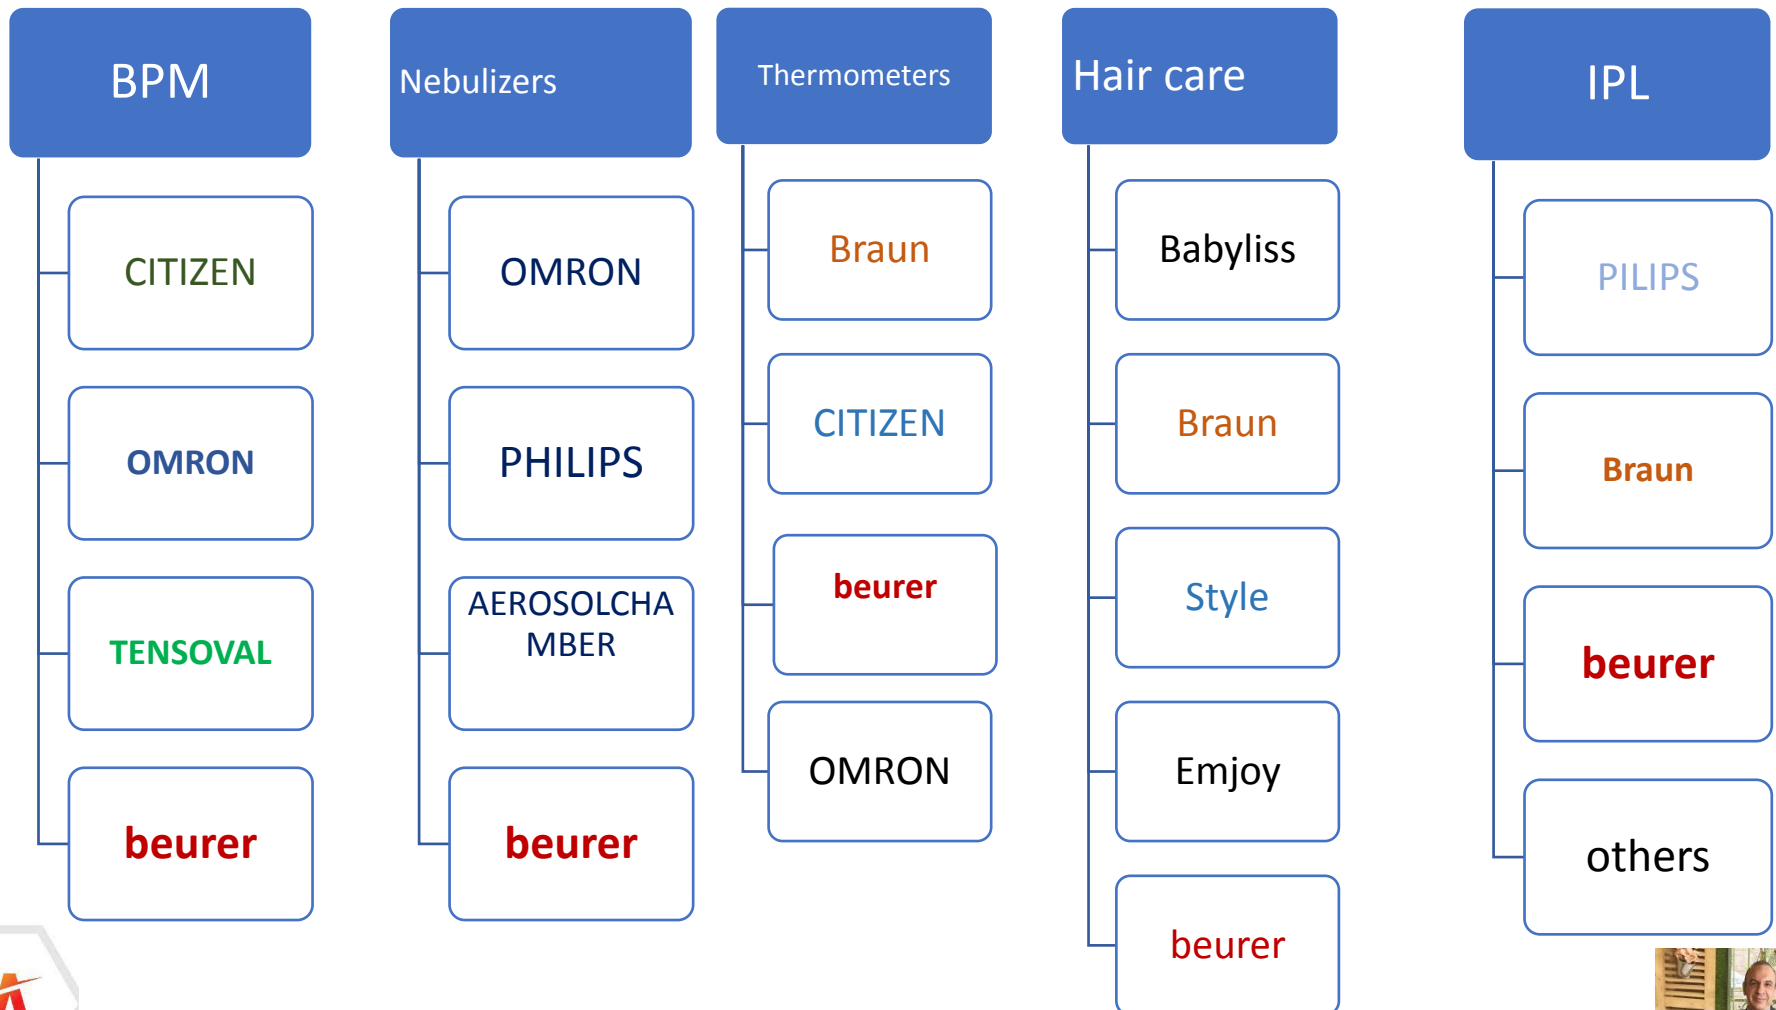 BPM
CITIZEN
OMRON
TENSOVAL
beurer
Nebulizers
OMRON
PHILIPS
AEROSOLCHA
MBER
beurer
Thermometers
Braun
CITIZEN
beurer
OMRON
Hair care
Babyliss
Braun
Style
Emjoy
beurer
IPL
PILIPS
Braun
beurer
others